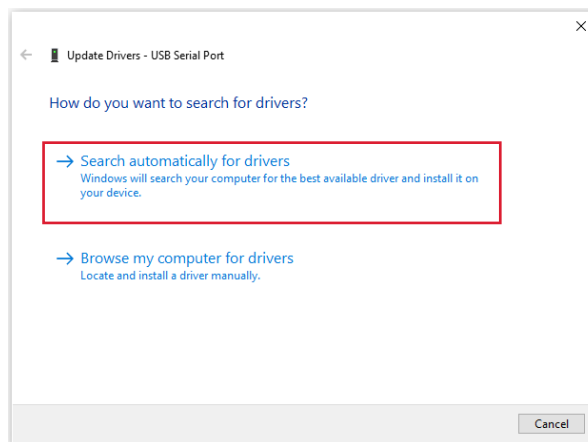 Update Drivers - USB Serial Port
How do you want to search for drivers?
Search automatically for drivers
Windows will search your computer for the best available driver and install it on
your device.
Browse my computer for drivers
Locate and install a driver manually.
Cancel